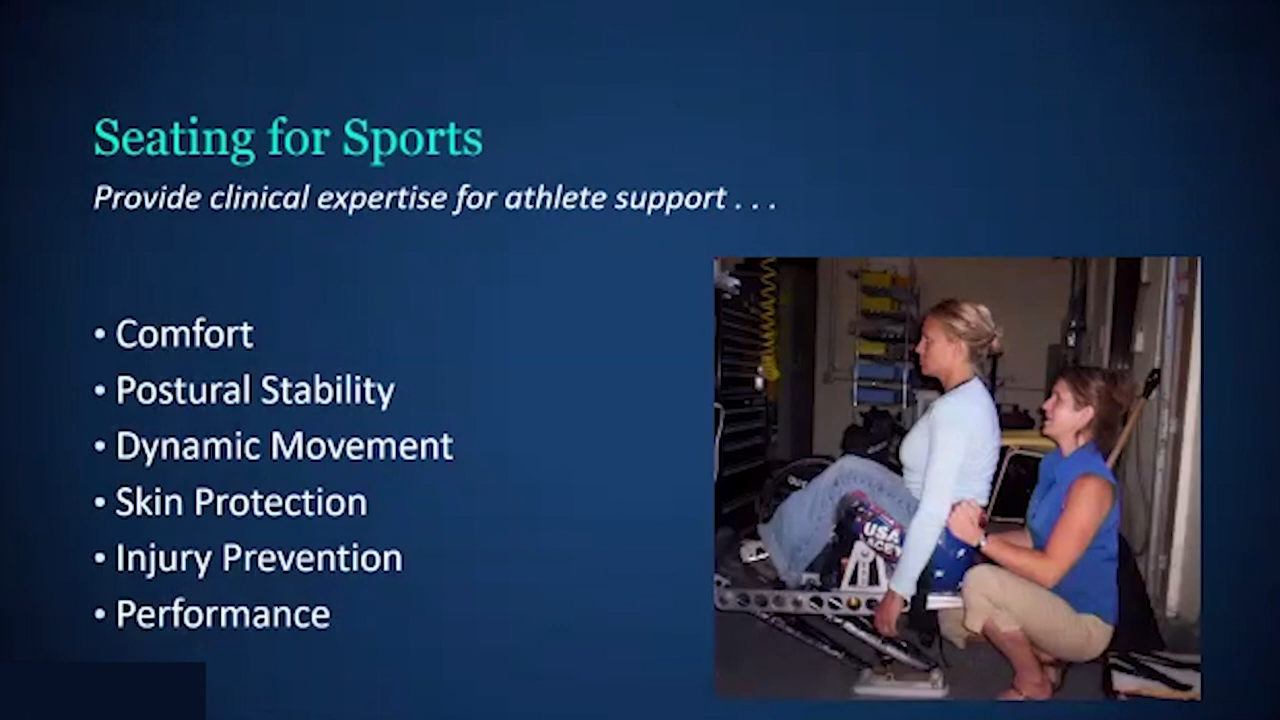 Seating for Sports
Provide clinical expertise for athlete support . . .
• Comfort
• Postural Stability
• Dynamic Movement
• Skin Protection
• Injury Prevention
• Performance
USA